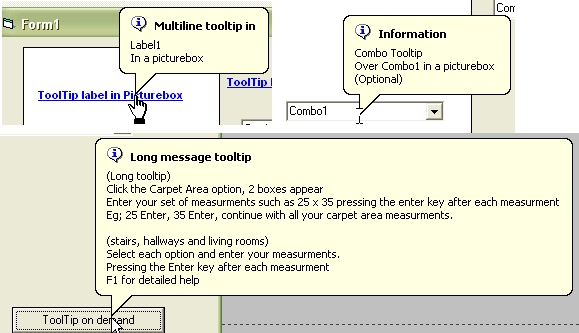 Form1
Multiline tooltip in
Label1
In a picturebox
ToolTip label in Picturebox
Information
Combo Tooltip
Over Combo1 in a picturebox
(Optional)
Combo1
Long message tooltip
(Long tooltip)
Click the Carpet Area option, 2 boxes appear
Enter your set of measurments such as 25 x 35 pressing the enter key after each measurment
Eg; 25 Enter, 35 Enter, continue with all your carpet area measurments.
(stairs, hallways and living rooms)
Select each option and enter your measurments.
Pressing the Enter key after each measurment
F1 for detailed help
ToolTip on demand